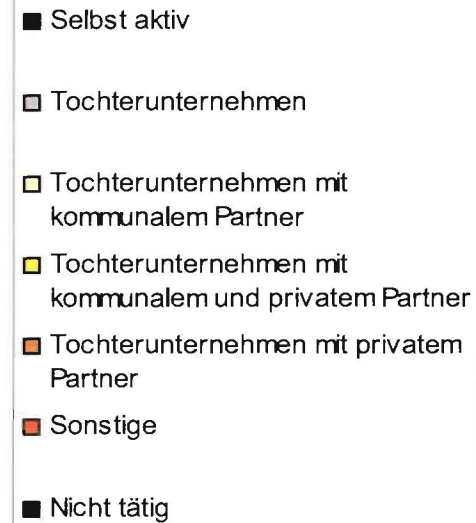 Selbst aktiv
Tochterunternehmen
Tochterunternehmen mit
kommunalem Partner
Tochterunternehmen mit
kommunalem und privatem Partner
Tochterunternehmen mit privatem
Partner
Sonstige
Nicht tätig